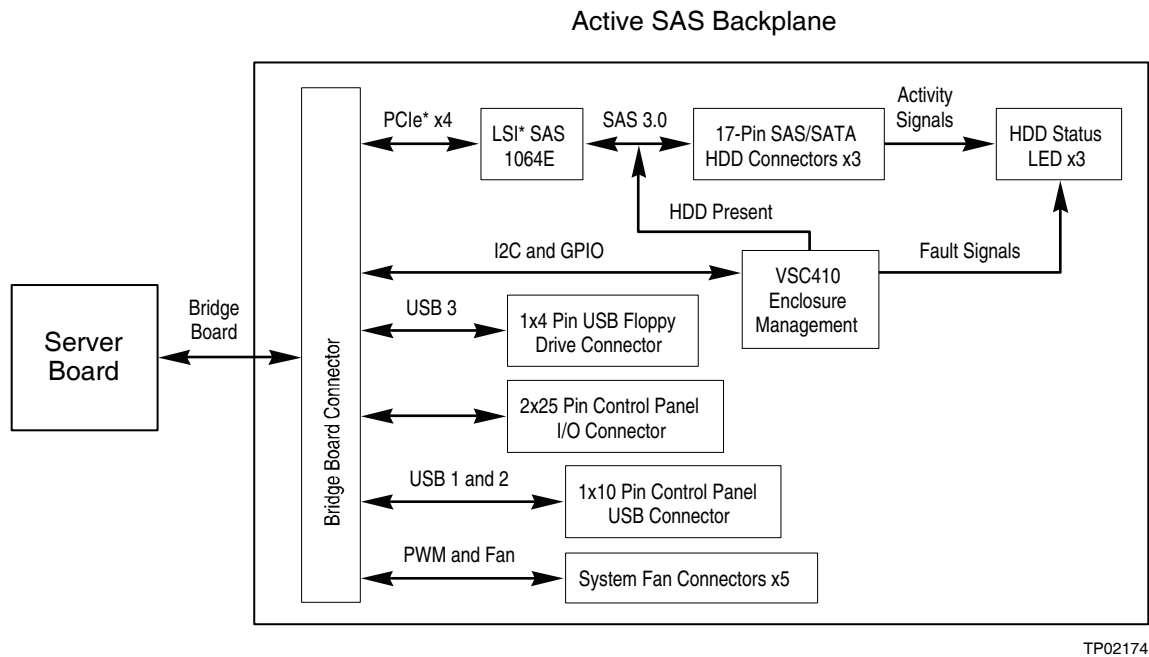 Active SAS Backplane
PCIe* x4
LSI* SAS
1064E
SAS 3.0
17-Pin SAS/SATA
HDD Connectors x3
Activity
Signals
HDD Status
LED x3
HDD Present
I2C and GPIO
VSC410
Enclosure
Management
Fault Signals
Server
Board
Bridge
Board
Bridge Board Connector
USB 3
1x4 Pin USB Floppy
Drive Connector
2x25 Pin Control Panel
I/O Connector
USB 1 and 2
1x10 Pin Control Panel
USB Connector
PWM and Fan
System Fan Connectors x5
TP02174